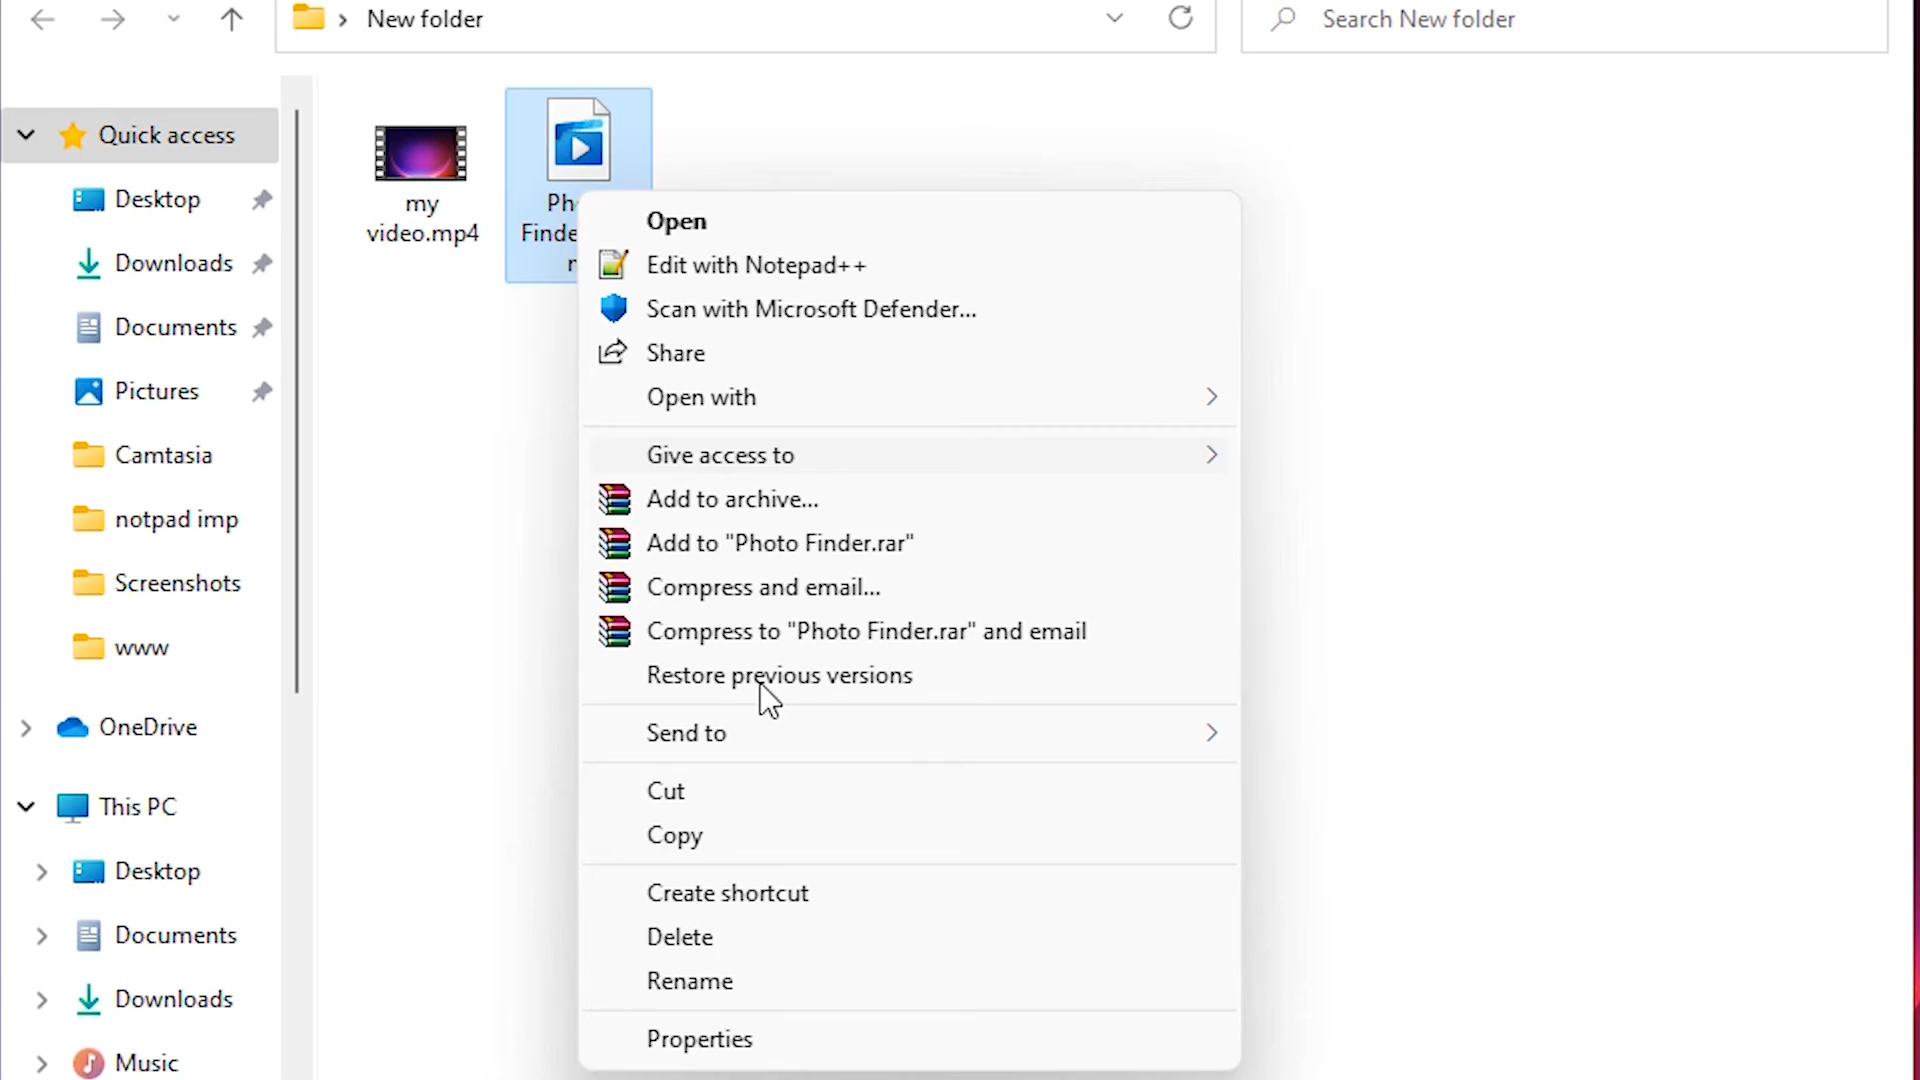 New folder
Search New folder
Quick access
Desktop
Downloads
Documents
Pictures
Camtasia
notpad imp
Screenshots
www
OneDrive
This PC
Desktop
Documents
Downloads
Music
my
video.mp4
Open
Edit with Notepad++
Scan with Microsoft Defender...
Share
Open with
Give access to
Add to archive...
Add to "Photo Finder.rar"
Compress and email...
Compress to "Photo Finder.rar" and email
Restore previous versions
Send to
Cut
Copy
Create shortcut
Delete
Rename
Properties